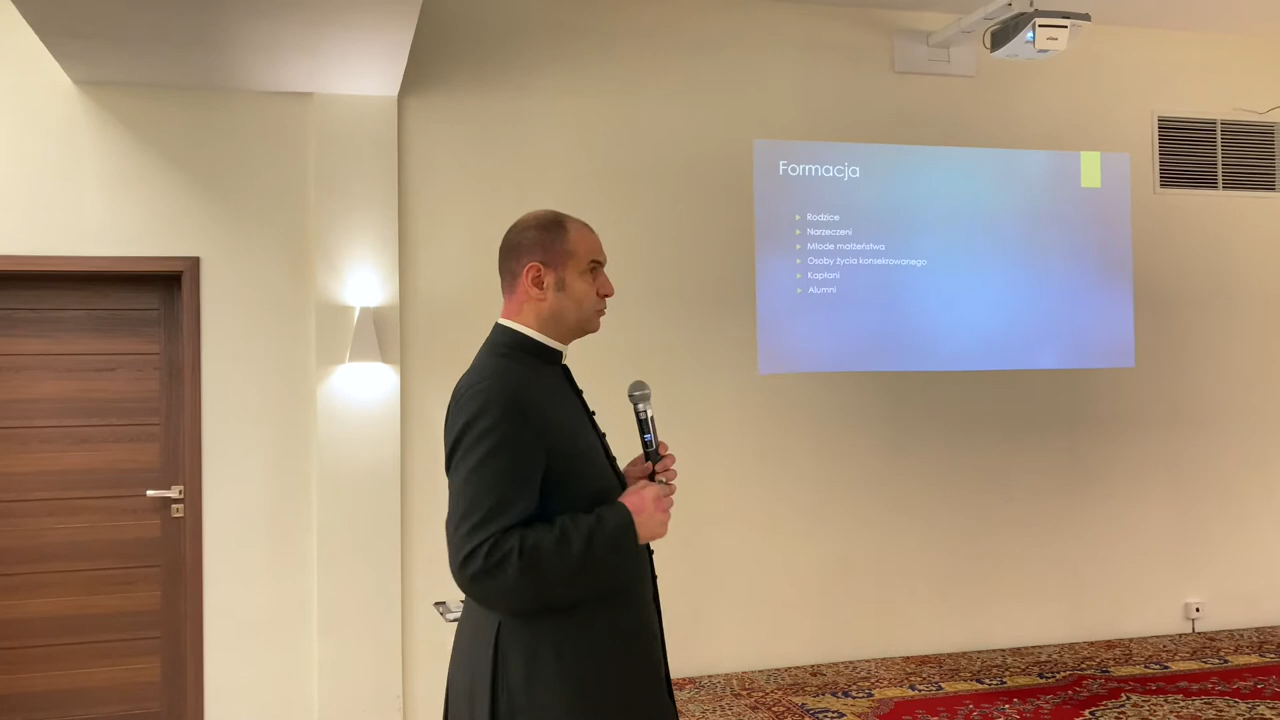 Formacja
Rodzice
Narzeczeni
Młode małżeństwa
Osoby życia konsekrowanego
Kapłani
Alumni